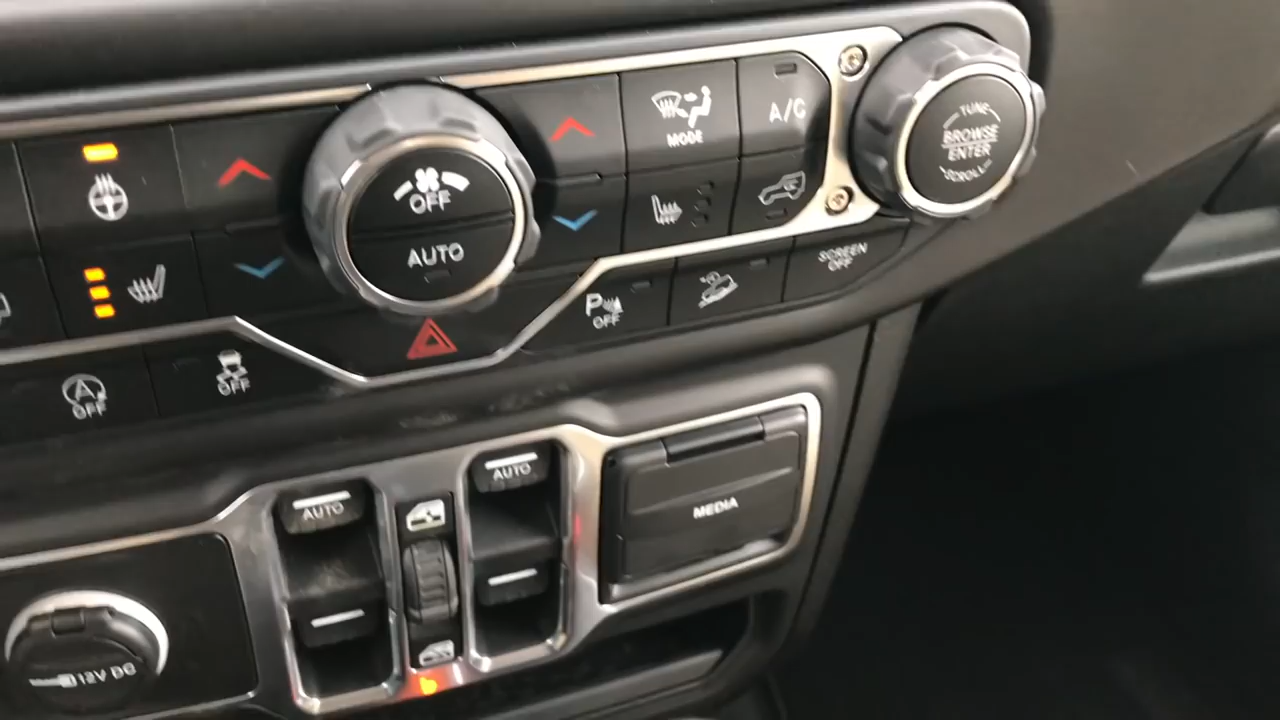 MODE
A/C
TUNE
BROWSE
ENTER
SCROLL
OFF
AUTO
SCREEN
OFF
P
OFF
A
OFF
OFF
AUTO
AUTO
MEDIA
12V DC